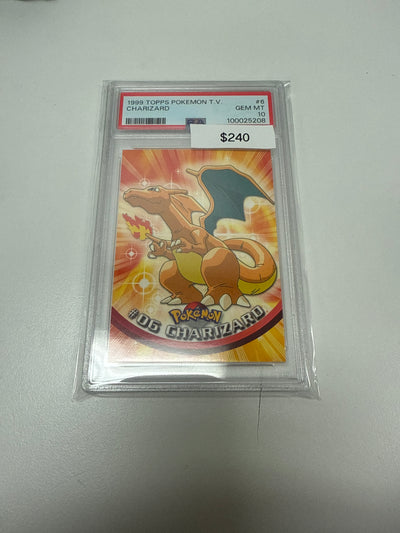 1999 TOPPS POKEMON T.V. #6
CHARIZARD GEM MT
10
100025208
$240
POKéMON
#06 CHARIZARD